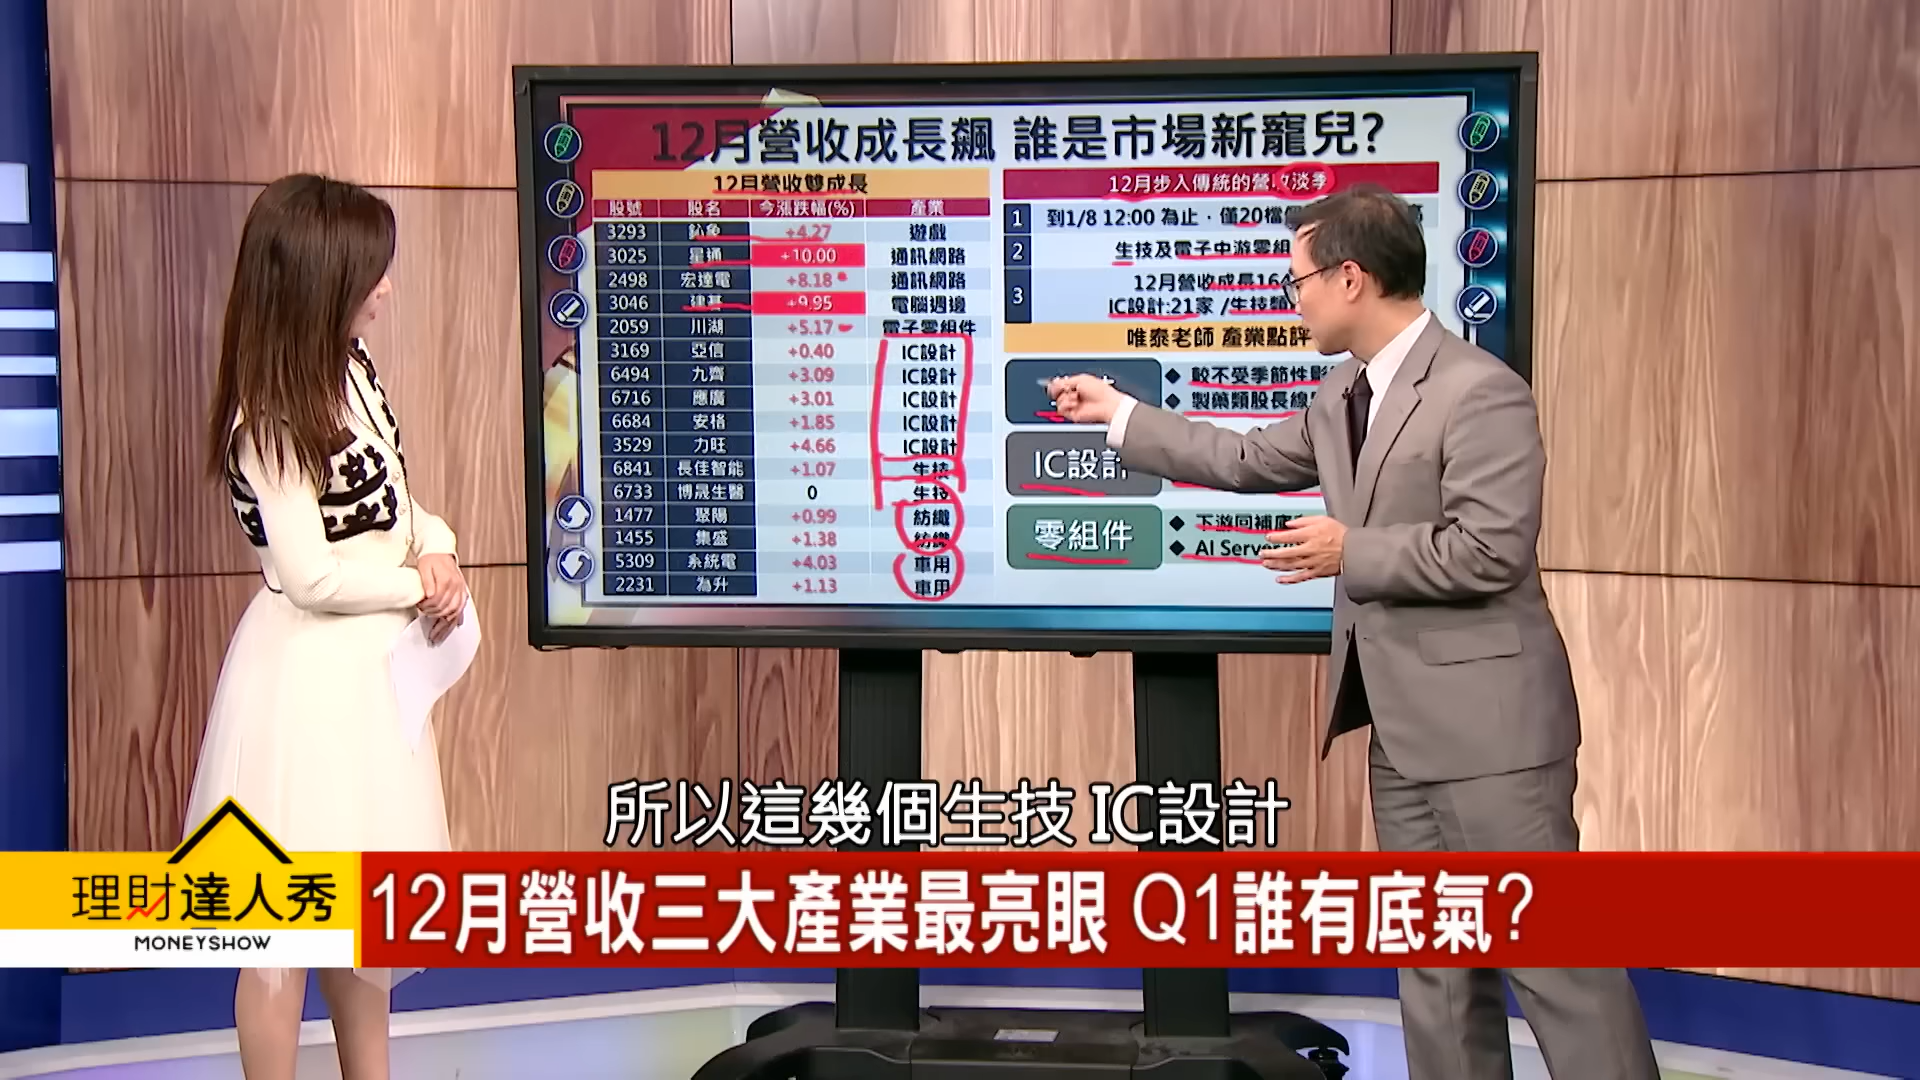 12月營收成長飆 誰是市場新寵兒?
12月營收雙成長
股號 股名 今漲跌幅(%) 產業
3293 鈊象 +4.27 遊戲
3025 星通 +10.00 通訊網路
2498 宏達電 +8.18 通訊網路
3046 建碁 +9.95 電腦週邊
2059 川湖 +5.17 電子零組件
3169 亞信 +0.40 IC設計
6494 九齊 +3.09 IC設計
6716 應廣 +3.01 IC設計
6684 安格 +1.85 IC設計
3529 力旺 +4.66 IC設計
6841 長佳智能 +1.07 生技
6733 博晟生醫 0 生技
1477 聚陽 +0.99 紡織
1455 集盛 +1.38 紡織
5309 系統電 +4.03 車用
2231 為升 +1.13 車用
12月步入傳統的營收淡季
1 到1/8 12:00 為止，僅20檔
2 生技及電子中游零組
3 12月營收成長164
IC設計:21家 /生技類
唯泰老師 產業點評
◆ 較不受季節性影
◆ 製藥類股長線
IC設計
零組件
◆ 下游回補庫
◆ AI Server
所以這幾個生技 IC設計
理財達人秀
MONEYSHOW
12月營收三大產業最亮眼 Q1誰有底氣?